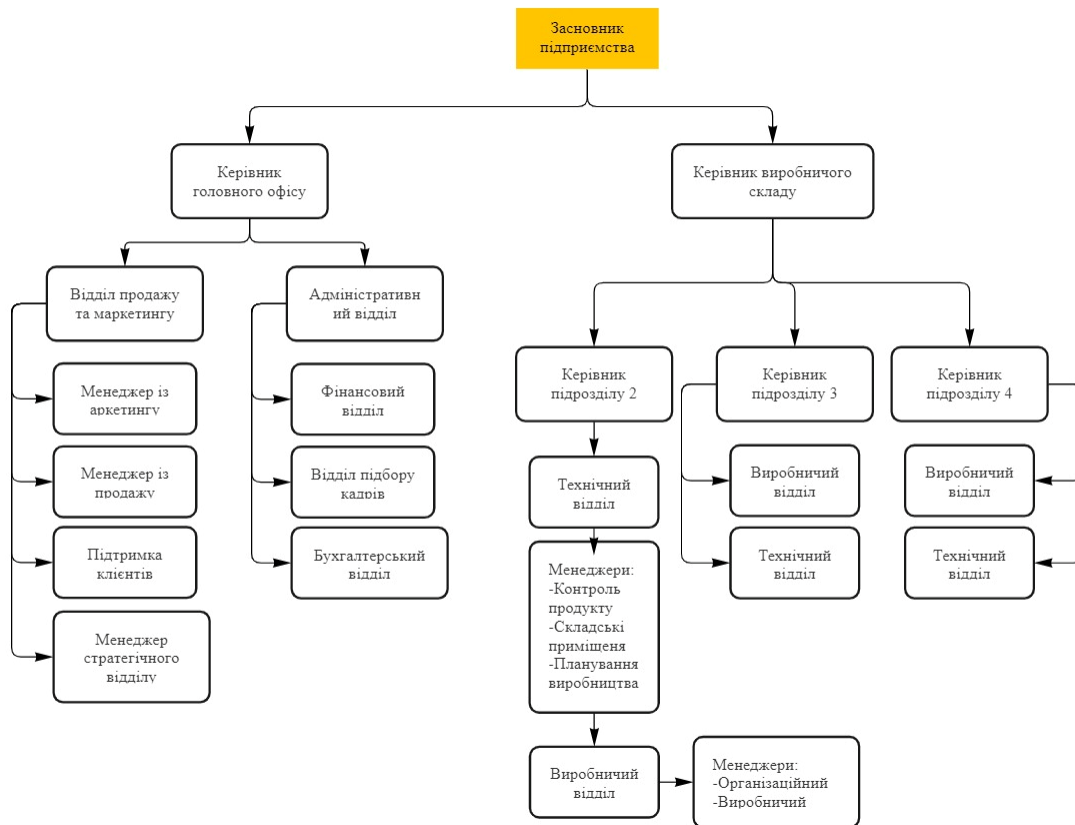 Засновник
підприємства
Керівник
головного офісу
Керівник виробничого
складу
Відділ продажу
та маркетингу
Адміністративн
ий відділ
Менеджер із
аркетингу
Менеджер із
продажу
Підтримка
клієнтів
Менеджер
стратегічного
відділу
Фінансовий
відділ
Відділ підбору
кадрів
Бухгалтерський
відділ
Керівник
підрозділу 2
Керівник
підрозділу 3
Керівник
підрозділу 4
Технічний
відділ
Менеджери:
-Контроль
продукту
-Складські
приміщеня
-Планування
виробництва
Виробничий
відділ
Менеджери:
-Організаційний
-Виробничий
Виробничий
відділ
Технічний
відділ
Виробничий
відділ
Технічний
відділ